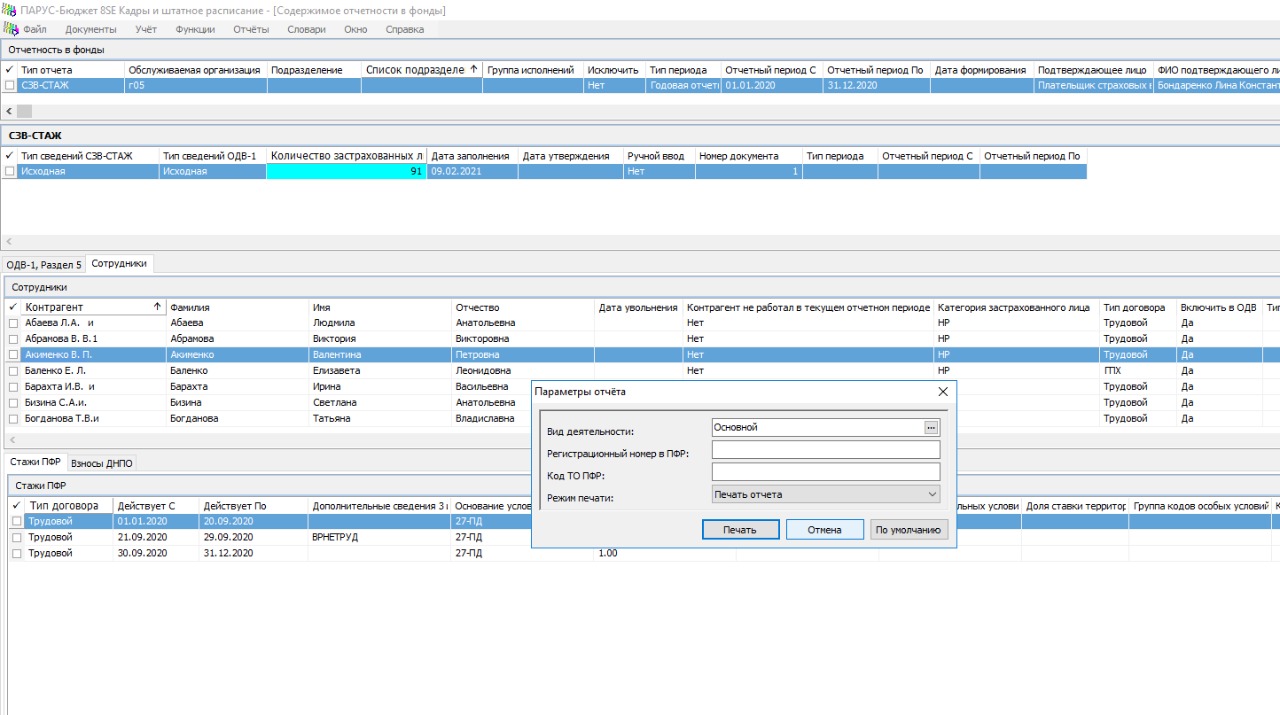 ПАРУС-Бюджет 8SE Кадры и штатное расписание - [Содержимое отчетности в фонды]
Файл Документы Учёт Функции Отчёты Словари Окно Справка
Отчетность в фонды
Тип отчета Обслуживаемая организация Подразделение Список подразделе Группа исполнений Исключить Тип периода Отчетный период С Отчетный период По Дата формирования Подтверждающее лицо ФИО подтверждающего ли
СЗВ-СТАЖ г05 Нет Годовая отчетн 01.01.2020 31.12.2020 Плательщик страховых в Бондаренко Лина Констант
СЗВ-СТАЖ
Тип сведений СЗВ-СТАЖ Тип сведений ОДВ-1 Количество застрахованных л Дата заполнения Дата утверждения Ручной ввод Номер документа Тип периода Отчетный период С Отчетный период По
Исходная Исходная 91 09.02.2021 Нет 1
ОДВ-1, Раздел 5 Сотрудники
Сотрудники
Контрагент Фамилия Имя Отчество Дата увольнения Контрагент не работал в текущем отчетном периоде Категория застрахованного лица Тип договора Включить в ОДВ Тип
Абаева Л.А. и Абаева Людмила Анатольевна Нет НР Трудовой Да
Абрамова В. В.1 Абрамова Виктория Викторовна Нет НР Трудовой Да
Акименко В. П. Акименко Валентина Петровна Нет НР Трудовой Да
Баленко Е. Л. Баленко Елизавета Леонидовна Нет НР ГПХ Да
Барахта И.В. и Барахта Ирина Васильевна Трудовой Да
Бизина С.А.и. Бизина Светлана Анатольевна Трудовой Да
Богданова Т.В.и Богданова Татьяна Владиславна Трудовой Да
Параметры отчёта
Вид деятельности: Основной ...
Регистрационный номер в ПФР:
Код ТО ПФР:
Режим печати: Печать отчета
Печать Отмена По умолчанию
Стажи ПФР Взносы ДНПО
Стажи ПФР
Тип договора Действует С Действует По Дополнительные сведения З Основание услов льных услови Доля ставки территор Группа кодов особых условий К
Трудовой 01.01.2020 20.09.2020 27-ПД
Трудовой 21.09.2020 29.09.2020 ВРНЕТРУД 27-ПД
Трудовой 30.09.2020 31.12.2020 27-ПД 1.00